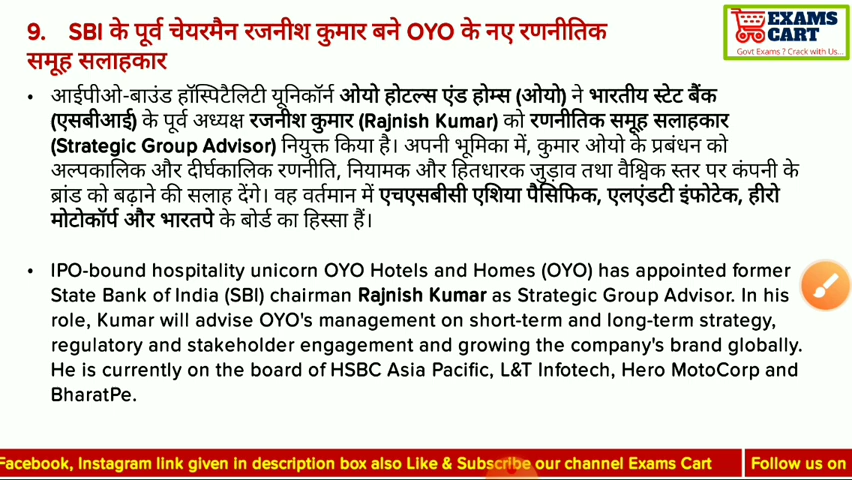 9. SBI के पूर्व चेयरमैन रजनीश कुमार बने OYO के नए रणनीतिक
समूह सलाहकार
EXAMS
CART
Govt Exams ? Crack with Us...
• आईपीओ-बाउंड हॉस्पिटैलिटी यूनिकॉर्न ओयो होटल्स एंड होम्स (ओयो) ने भारतीय स्टेट बैंक
(एसबीआई) के पूर्व अध्यक्ष रजनीश कुमार (Rajnish Kumar) को रणनीतिक समूह सलाहकार
(Strategic Group Advisor) नियुक्त किया है। अपनी भूमिका में, कुमार ओयो के प्रबंधन को
अल्पकालिक और दीर्घकालिक रणनीति, नियामक और हितधारक जुड़ाव तथा वैश्विक स्तर पर कंपनी के
ब्रांड को बढ़ाने की सलाह देंगे। वह वर्तमान में एचएसबीसी एशिया पैसिफिक, एलएंडटी इंफोटेक, हीरो
मोटोकॉर्प और भारतपे के बोर्ड का हिस्सा हैं।
• IPO-bound hospitality unicorn OYO Hotels and Homes (OYO) has appointed former
State Bank of India (SBI) chairman Rajnish Kumar as Strategic Group Advisor. In his
role, Kumar will advise OYO's management on short-term and long-term strategy,
regulatory and stakeholder engagement and growing the company's brand globally.
He is currently on the board of HSBC Asia Pacific, L&T Infotech, Hero MotoCorp and
BharatPe.
Facebook, Instagram link given in description box also Like & Subscribe our channel Exams Cart
Follow us on